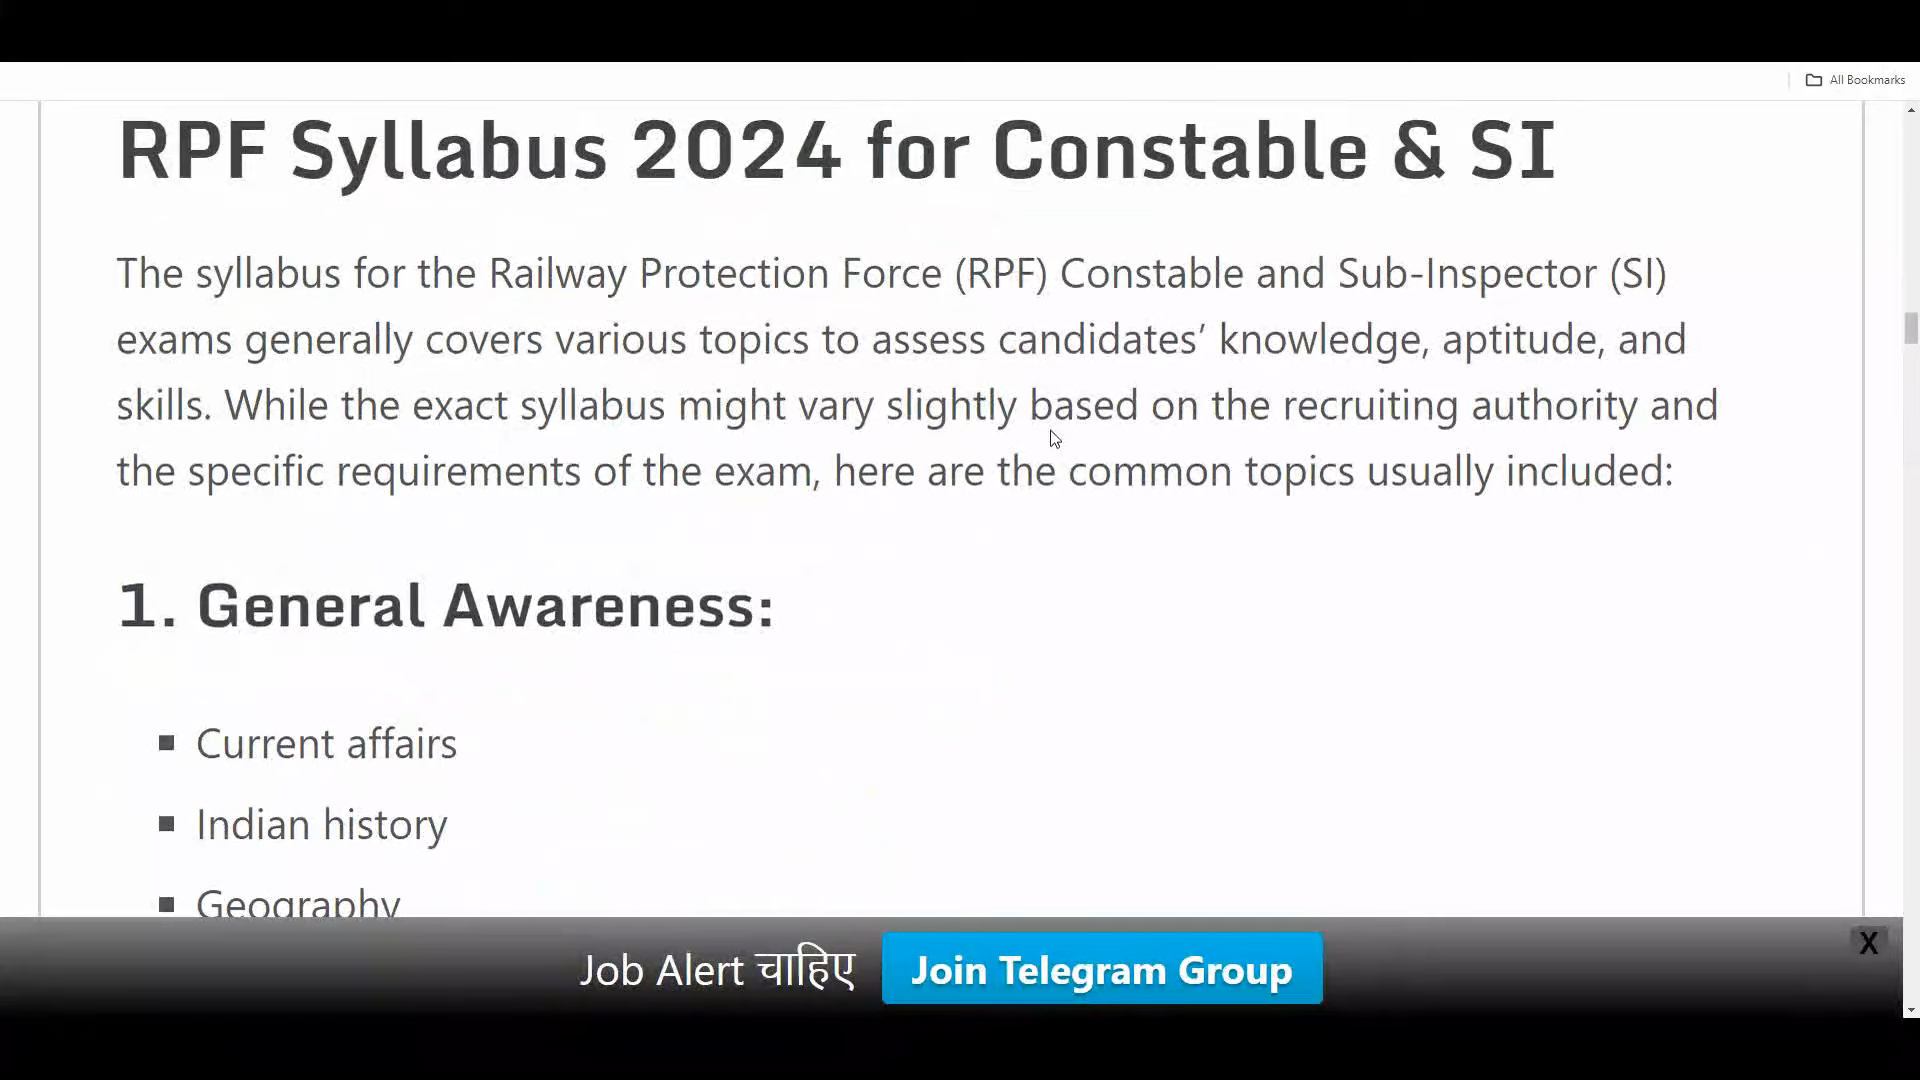 All Bookmarks
RPF Syllabus 2024 for Constable & SI
The syllabus for the Railway Protection Force (RPF) Constable and Sub-Inspector (SI)
exams generally covers various topics to assess candidates’ knowledge, aptitude, and
skills. While the exact syllabus might vary slightly based on the recruiting authority and
the specific requirements of the exam, here are the common topics usually included:
1. General Awareness:
Current affairs
Indian history
Geography
Job Alert चाहिए Join Telegram Group
X